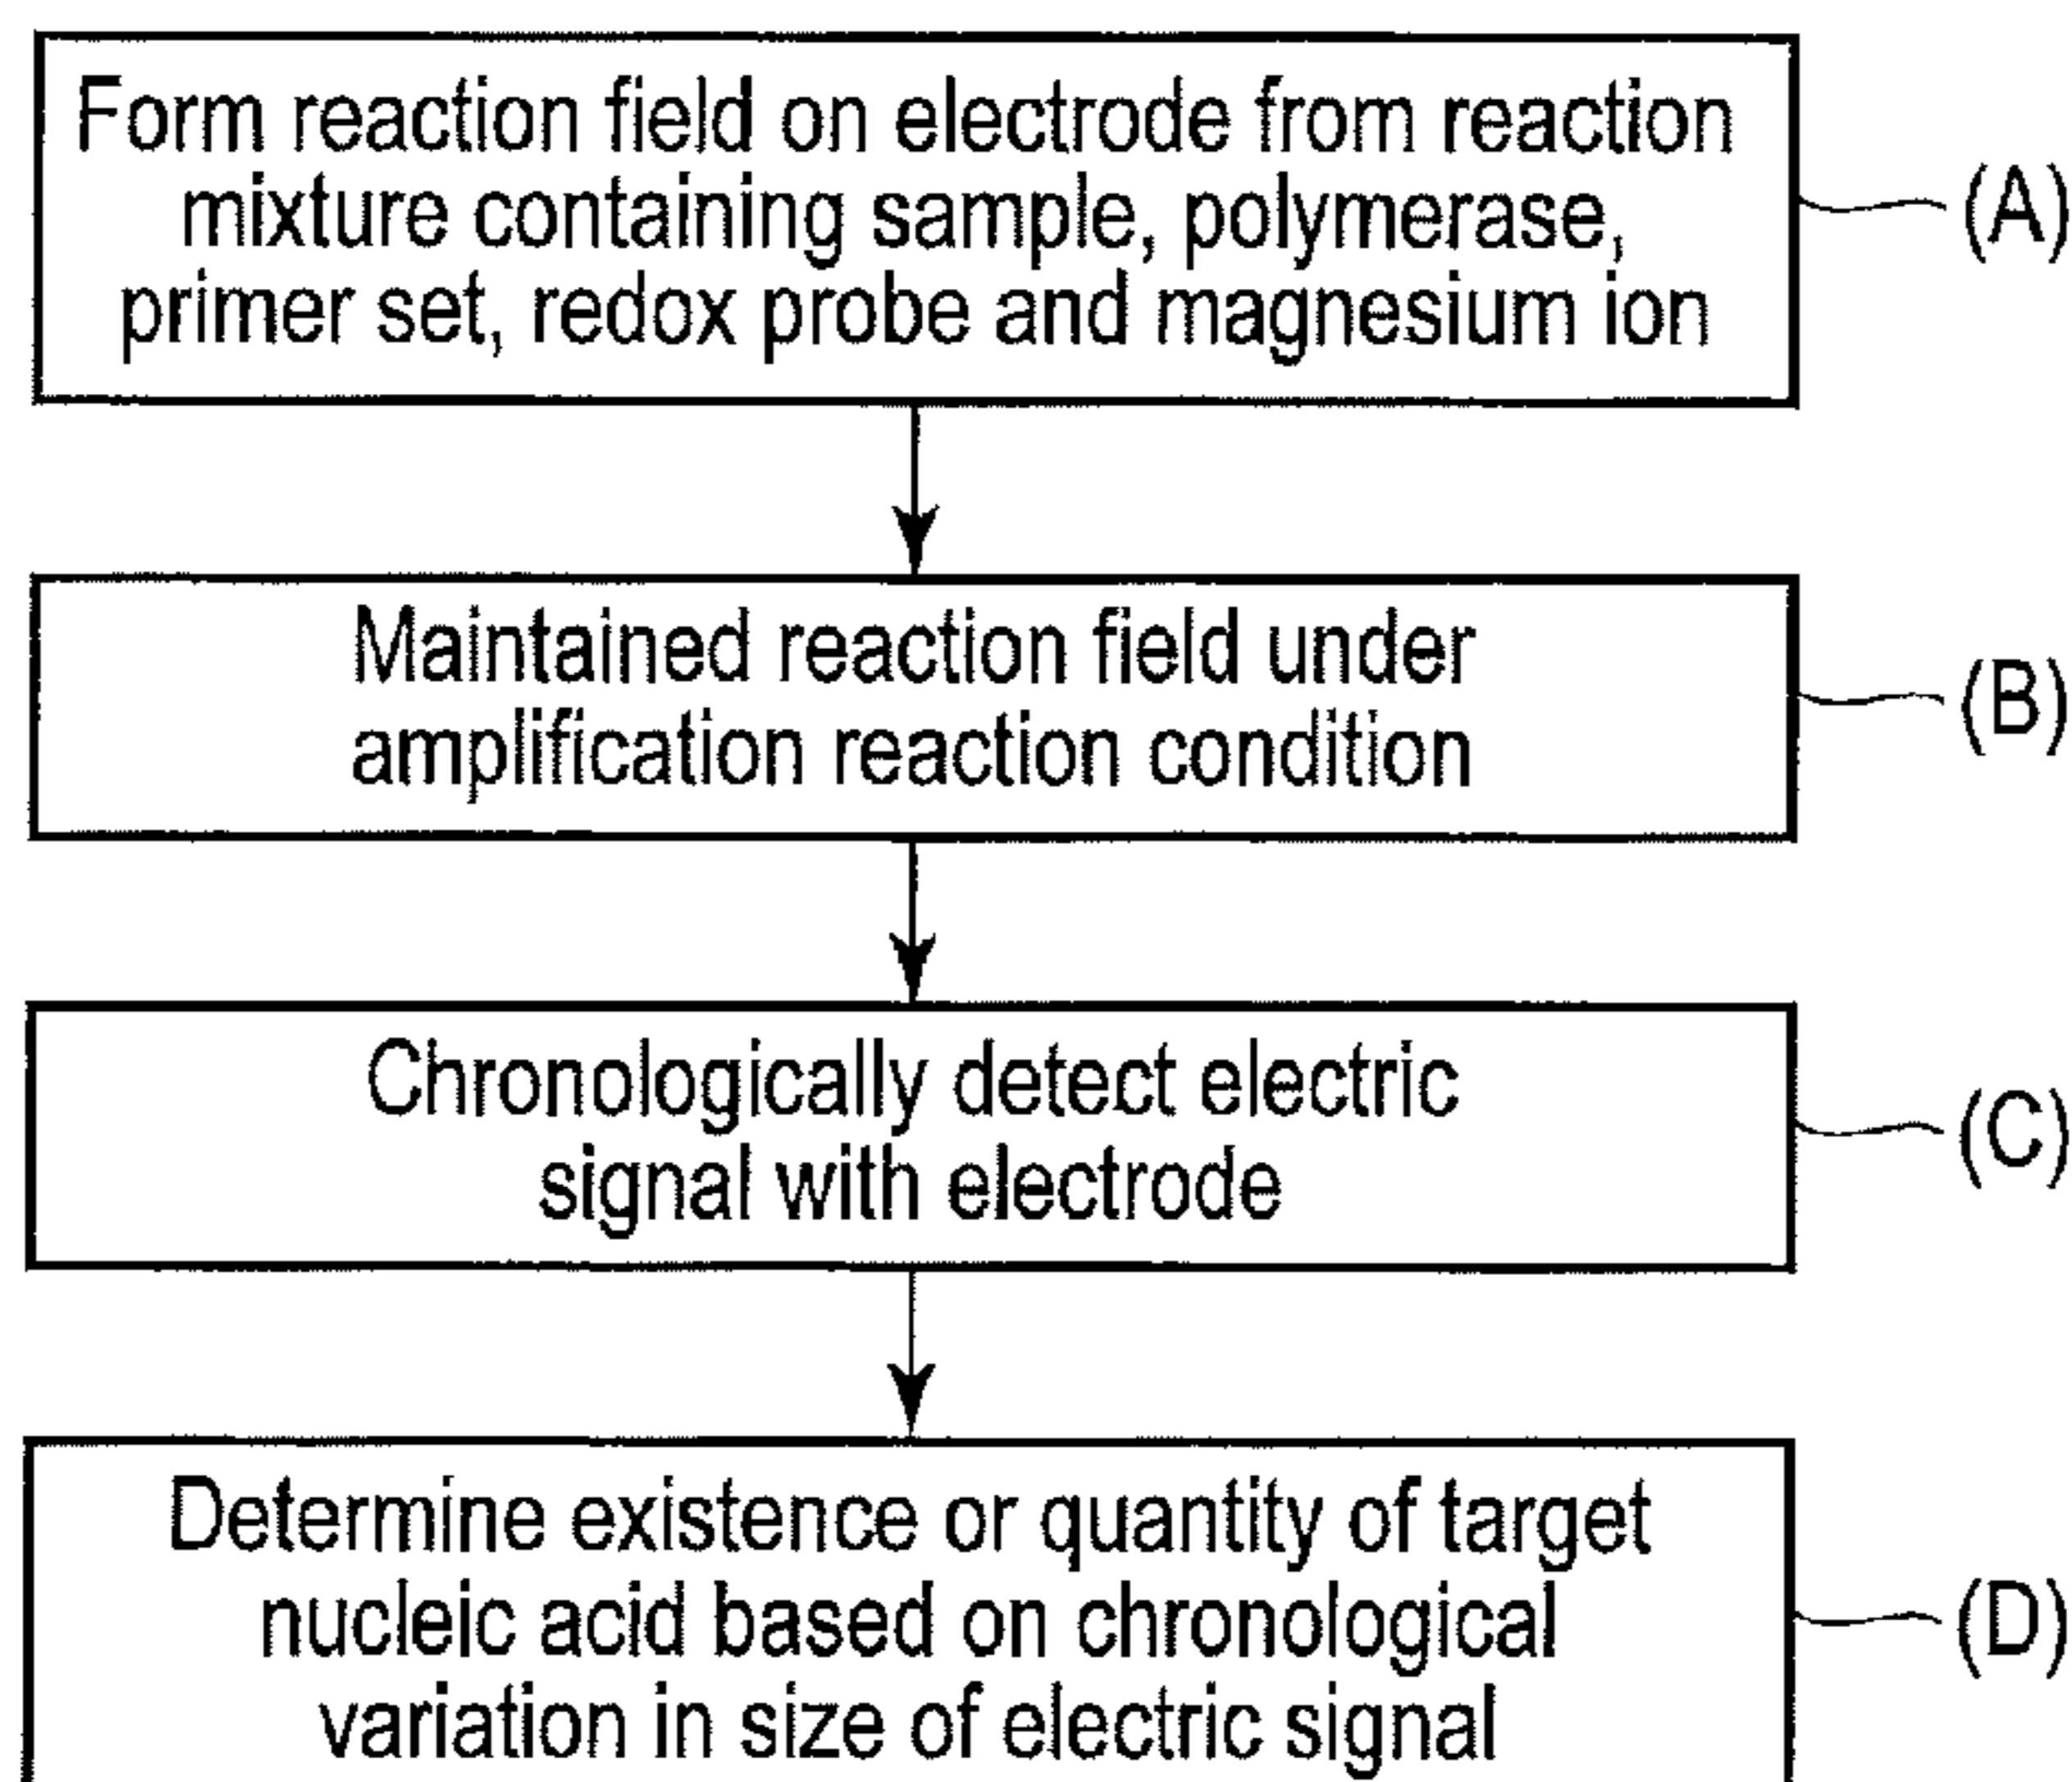 Form reaction field on electrode from reaction
mixture containing sample, polymerase,
primer set, redox probe and magnesium ion
(A)
Maintained reaction field under
amplification reaction condition
(B)
Chronologically detect electric
signal with electrode
(C)
Determine existence or quantity of target
nucleic acid based on chronological
variation in size of electric signal
(D)